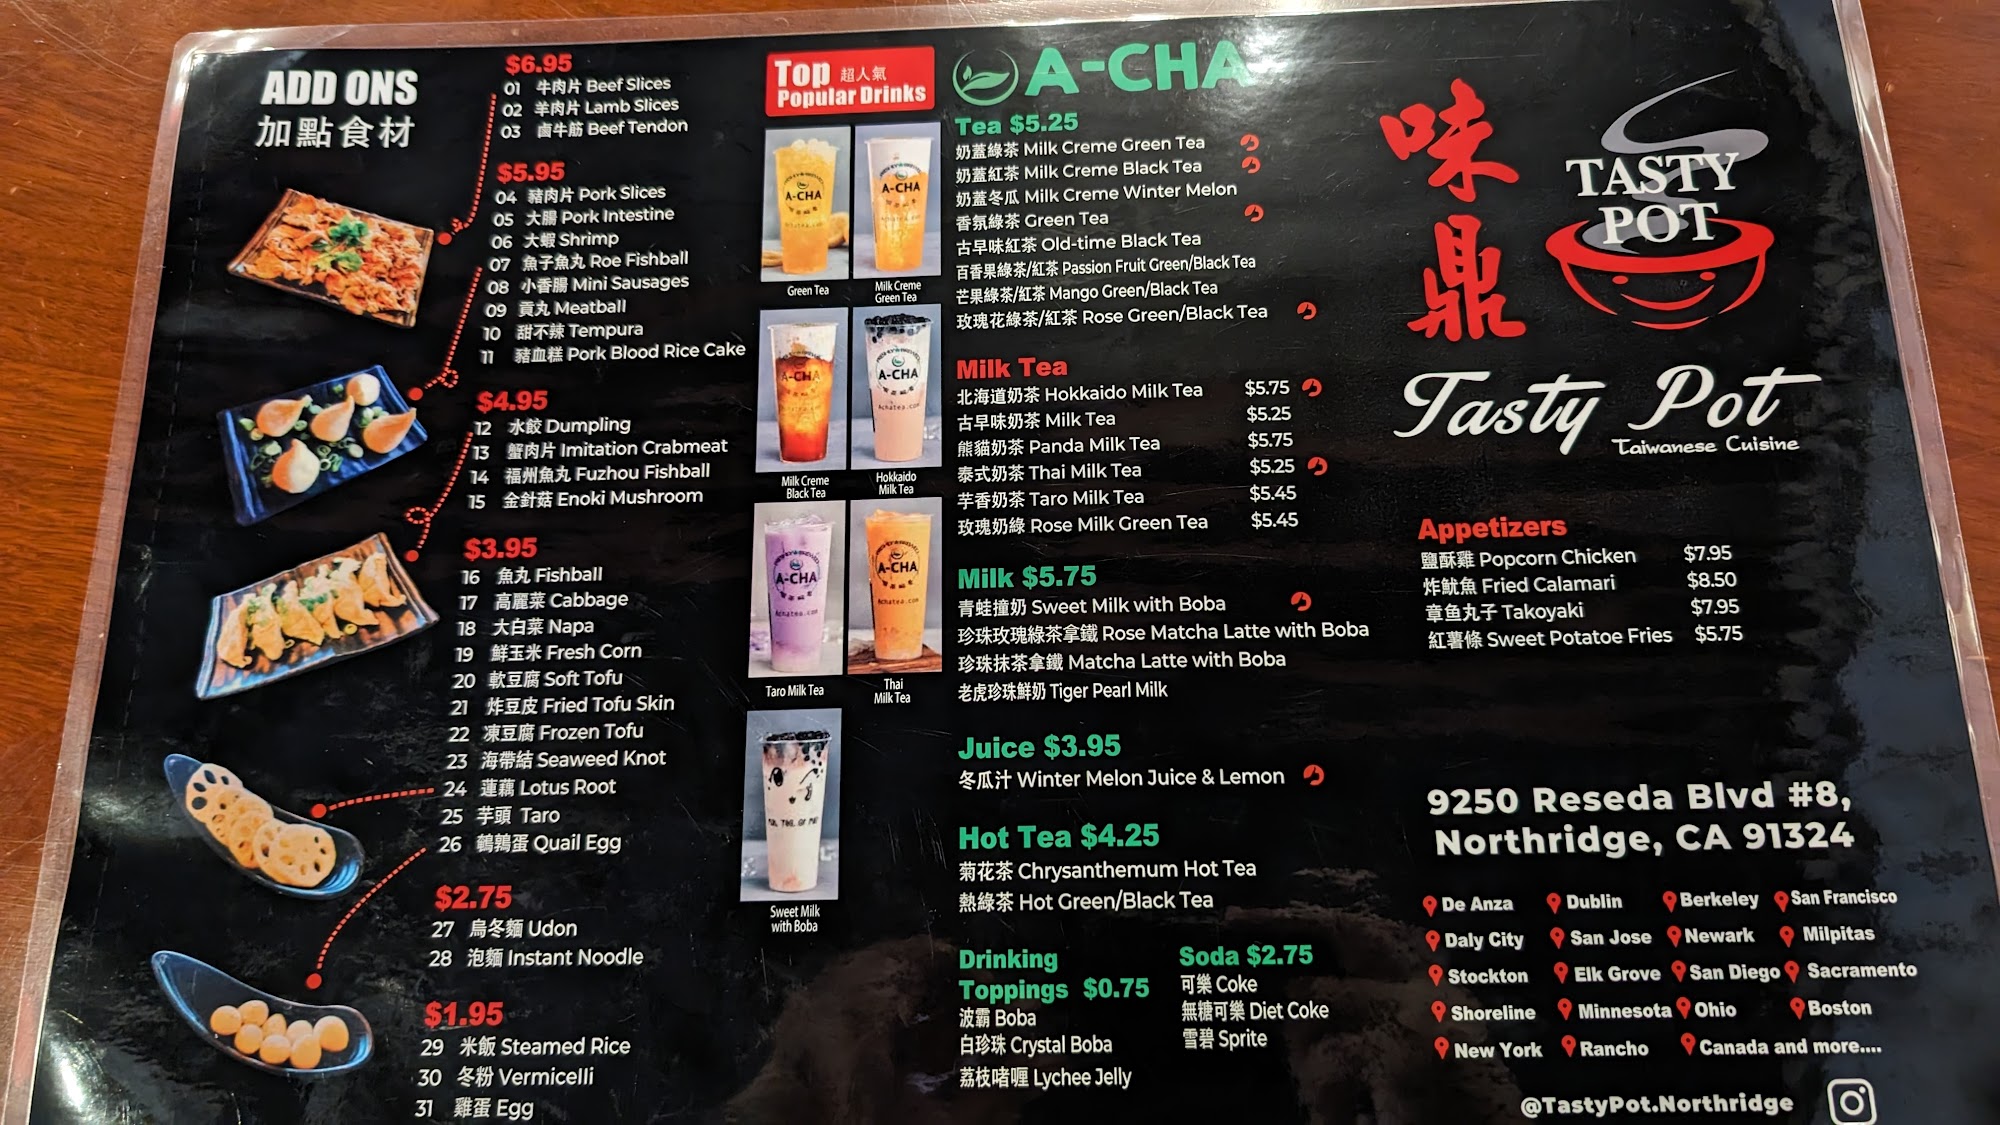 ADD ONS
加點食材
$6.95
01 牛肉片 Beef Slices
02 羊肉片 Lamb Slices
03 鹵牛筋 Beef Tendon
$5.95
04 豬肉片 Pork Slices
05 大腸 Pork Intestine
06 大蝦 Shrimp
07 魚子魚丸 Roe Fishball
08 小香腸 Mini Sausages
09 貢丸 Meatball
10 甜不辣 Tempura
11 豬血糕 Pork Blood Rice Cake
$4.95
12 水餃 Dumpling
13 蟹肉片 Imitation Crabmeat
14 福州魚丸 Fuzhou Fishball
15 金針菇 Enoki Mushroom
$3.95
16 魚丸 Fishball
17 高麗菜 Cabbage
18 大白菜 Napa
19 鮮玉米 Fresh Corn
20 軟豆腐 Soft Tofu
21 炸豆皮 Fried Tofu Skin
22 凍豆腐 Frozen Tofu
23 海帶結 Seaweed Knot
24 蓮藕 Lotus Root
25 芋頭 Taro
26 鵪鶉蛋 Quail Egg
$2.75
27 烏冬麵 Udon
28 泡麵 Instant Noodle
$1.95
29 米飯 Steamed Rice
30 冬粉 Vermicelli
31 雞蛋 Egg
Top 超人氣
Popular Drinks
A-CHA
A-CHA
Green Tea
Milk Creme
Green Tea
A-CHA
A-CHA
Achatea.com
Milk Creme
Black Tea
Hokkaido
Milk Tea
A-CHA
Achatea.com
A-CHA
Achatea.com
Taro Milk Tea
Thai
Milk Tea
Sweet Milk
with Boba
A-CHA
Tea $5.25
奶蓋綠茶 Milk Creme Green Tea
奶蓋紅茶 Milk Creme Black Tea
奶蓋冬瓜 Milk Creme Winter Melon
香氛綠茶 Green Tea
古早味紅茶 Old-time Black Tea
百香果綠茶/紅茶 Passion Fruit Green/Black Tea
芒果綠茶/紅茶 Mango Green/Black Tea
玫瑰花綠茶/紅茶 Rose Green/Black Tea
Milk Tea
北海道奶茶 Hokkaido Milk Tea $5.75
古早味奶茶 Milk Tea $5.25
熊貓奶茶 Panda Milk Tea $5.75
泰式奶茶 Thai Milk Tea $5.25
芋香奶茶 Taro Milk Tea $5.45
玫瑰奶綠 Rose Milk Green Tea $5.45
Milk $5.75
青蛙撞奶 Sweet Milk with Boba
珍珠玫瑰綠茶拿鐵 Rose Matcha Latte with Boba
珍珠抹茶拿鐵 Matcha Latte with Boba
老虎珍珠鮮奶 Tiger Pearl Milk
Juice $3.95
冬瓜汁 Winter Melon Juice & Lemon
Hot Tea $4.25
菊花茶 Chrysanthemum Hot Tea
熱綠茶 Hot Green/Black Tea
Drinking
Toppings $0.75
波霸 Boba
白珍珠 Crystal Boba
荔枝啫喱 Lychee Jelly
Soda $2.75
可樂 Coke
無糖可樂 Diet Coke
雪碧 Sprite
味鼎
TASTY
POT
Tasty Pot
Taiwanese Cuisine
Appetizers
鹽酥雞 Popcorn Chicken $7.95
炸魷魚 Fried Calamari $8.50
章鱼丸子 Takoyaki $7.95
紅薯條 Sweet Potatoe Fries $5.75
9250 Reseda Blvd #8,
Northridge, CA 91324
De Anza Dublin Berkeley San Francisco
Daly City San Jose Newark Milpitas
Stockton Elk Grove San Diego Sacramento
Shoreline Minnesota Ohio Boston
New York Rancho Canada and more....
@TastyPot.Northridge